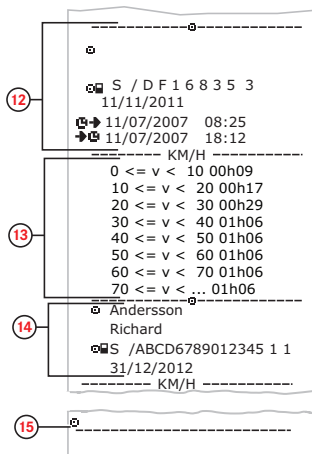 12
S / D F 1 6 8 3 5 3
11/11/2011
11/07/2007 08:25
11/07/2007 18:12
KM/H
13
0 <= v < 10 00h09
10 <= v < 20 00h17
20 <= v < 30 00h29
30 <= v < 40 01h06
40 <= v < 50 01h06
50 <= v < 60 01h06
60 <= v < 70 01h06
70 <= v < ... 01h06
14
Andersson
Richard
S /ABCD6789012345 1 1
31/12/2012
KM/H
15